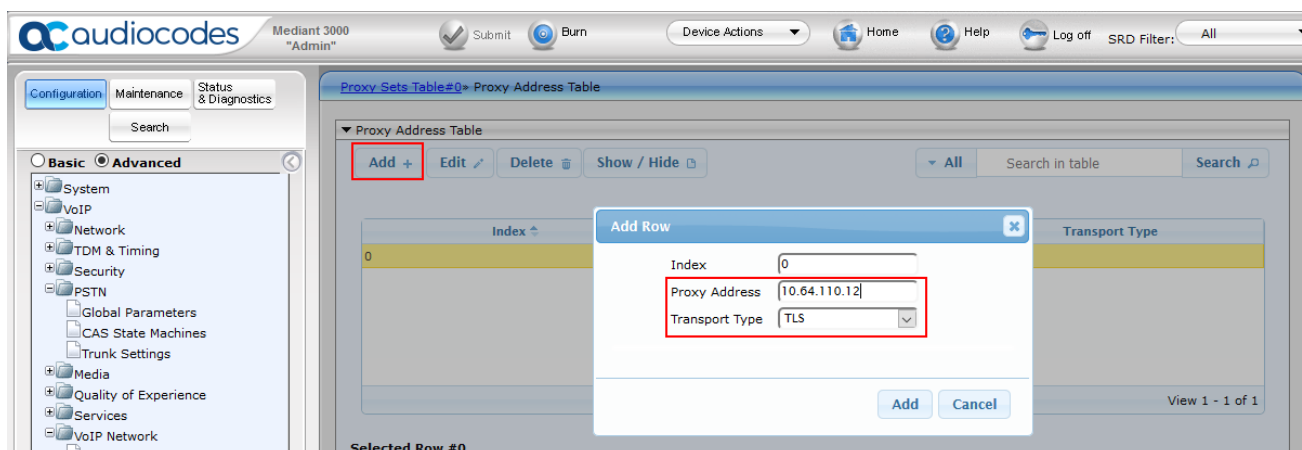 audiocodes
Mediant 3000
"Admin"
Submit
Burn
Device Actions
Home
Help
Log off
SRD Filter:
All
Configuration
Maintenance
Status
& Diagnostics
Search
Basic
Advanced
System
VoIP
Network
TDM & Timing
Security
PSTN
Global Parameters
CAS State Machines
Trunk Settings
Media
Quality of Experience
Services
VoIP Network
Proxy Sets Table#0» Proxy Address Table
Proxy Address Table
Add +
Edit
Delete
Show / Hide
All
Search in table
Search
Index
Transport Type
0
Add Row
Index
0
Proxy Address
10.64.110.12
Transport Type
TLS
Add
Cancel
View 1 - 1 of 1
Selected Row #0